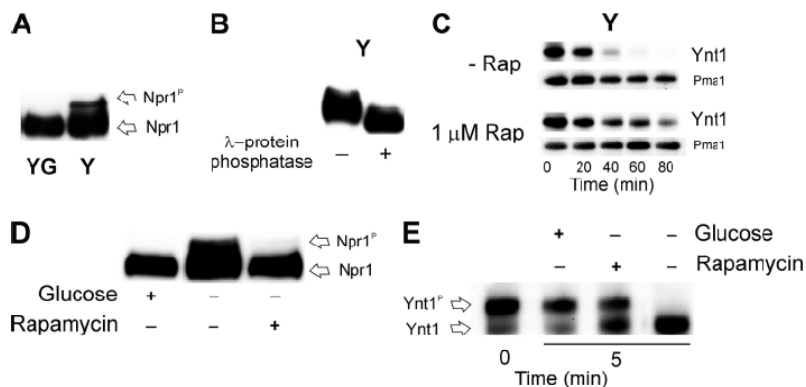 A
Npr1ᴾ
Npr1
YG Y
B
Y
λ–protein
phosphatase – +
C
Y
- Rap
Ynt1
Pma1
1 μM Rap
Ynt1
Pma1
0 20 40 60 80
Time (min)
D
Npr1ᴾ
Npr1
Glucose + – –
Rapamycin – – +
E
+ – – Glucose
– + – Rapamycin
Ynt1ᴾ
Ynt1
0 5
Time (min)